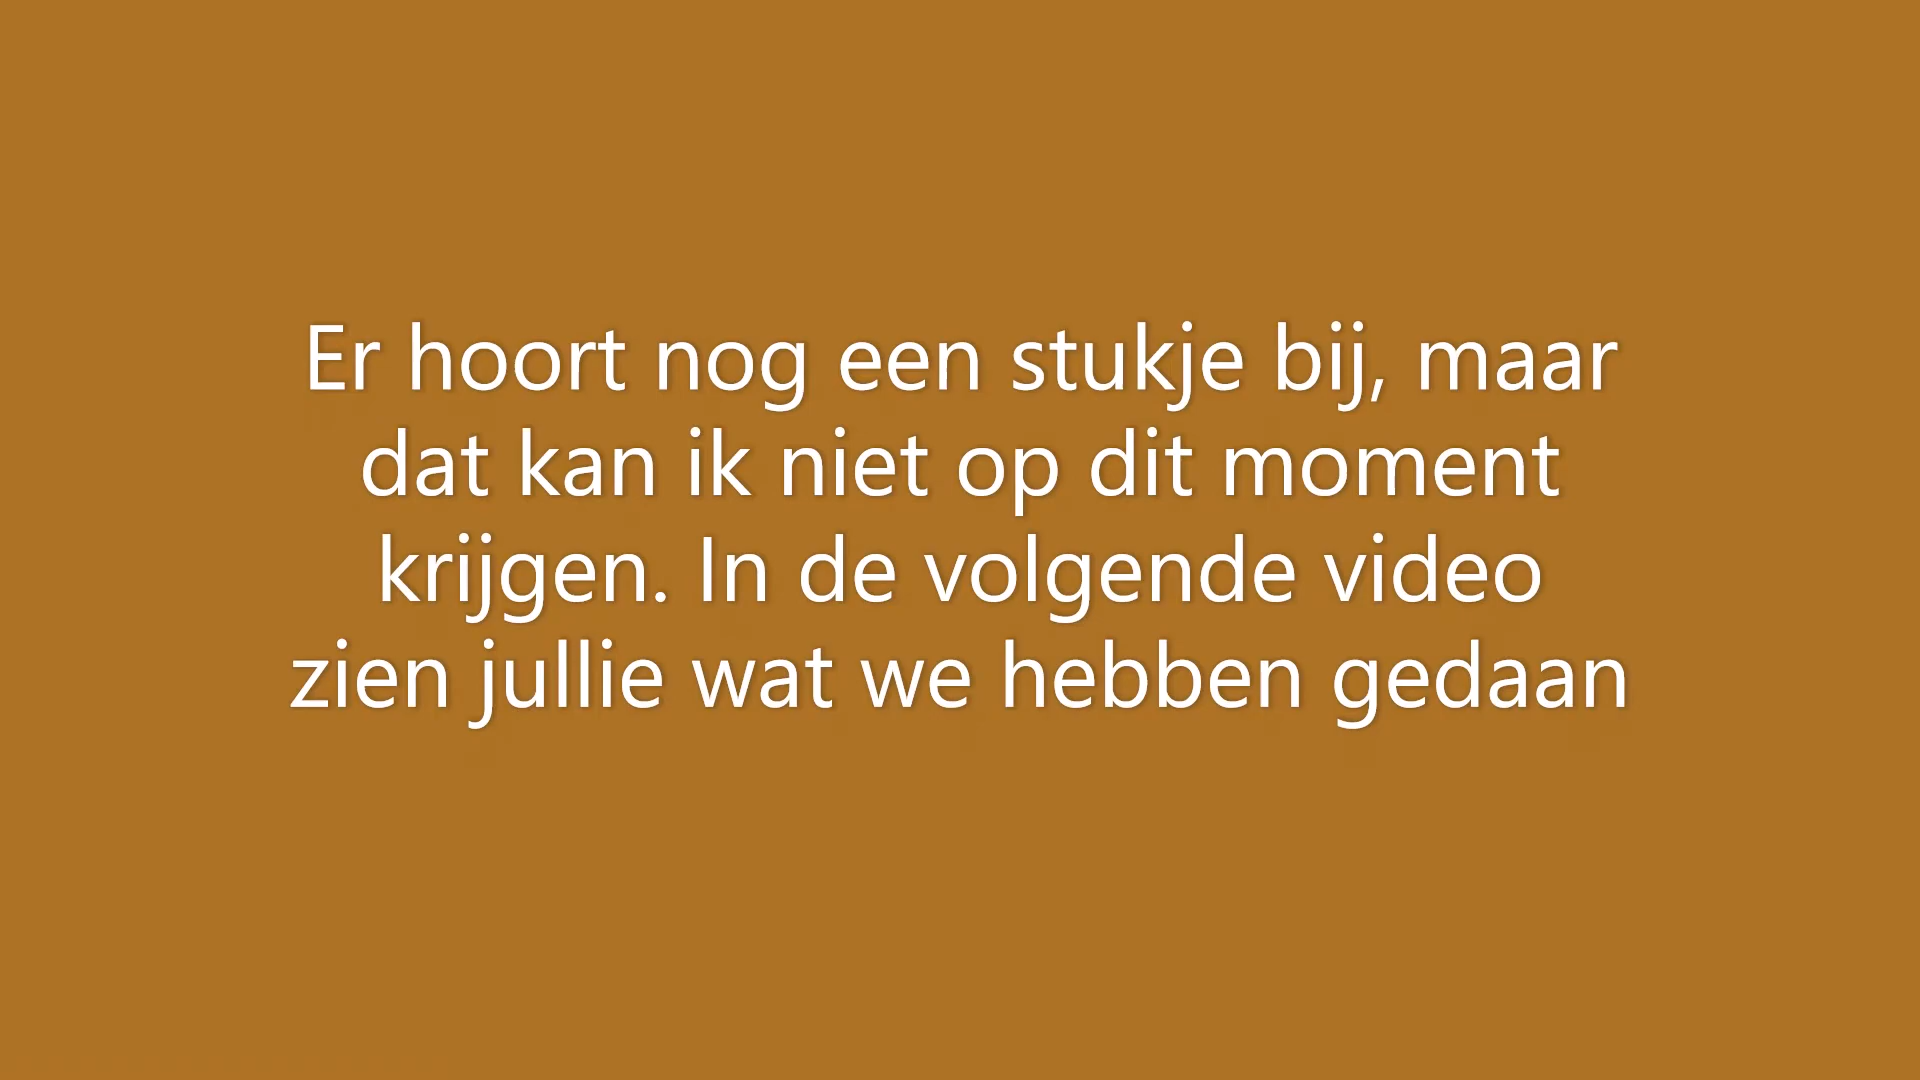 Er hoort nog een stukje bij, maar
dat kan ik niet op dit moment
krijgen. In de volgende video
zien jullie wat we hebben gedaan